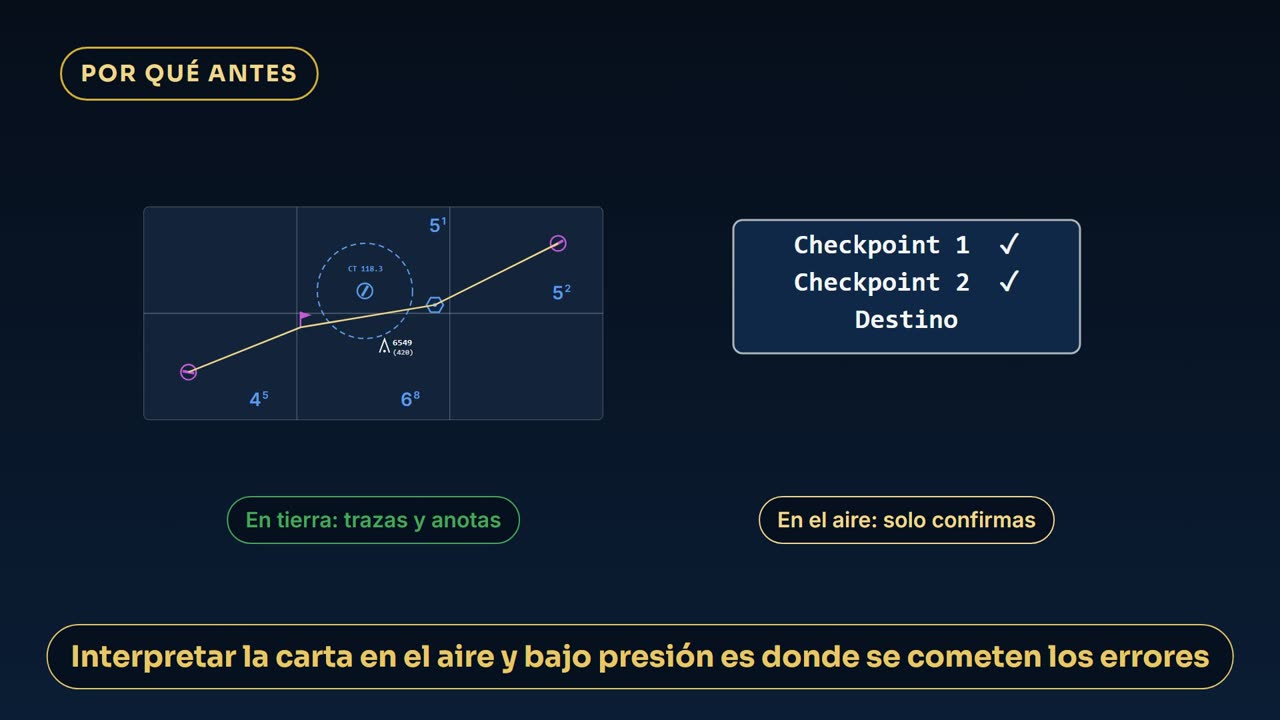 POR QUÉ ANTES
5¹
CT 118.3
5²
6549
(420)
4⁵
6⁸
Checkpoint 1 ✓
Checkpoint 2 ✓
Destino
En tierra: trazas y anotas
En el aire: solo confirmas
Interpretar la carta en el aire y bajo presión es donde se cometen los errores